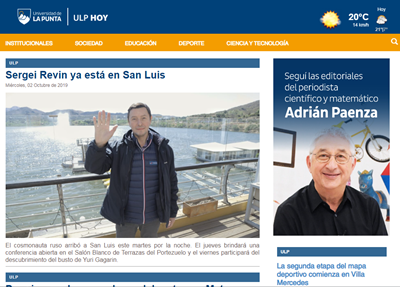 Universidad de
LA PUNTA
ULP HOY
20°C
14 kmh
Hoy
INSTITUCIONALES
SOCIEDAD
EDUCACIÓN
DEPORTE
CIENCIA Y TECNOLOGÍA
ULP
Sergei Revin ya está en San Luis
Miércoles, 02 Octubre de 2019
El cosmonauta ruso arribó a San Luis este martes por la noche. El jueves brindará una
conferencia abierta en el Salón Blanco de Terrazas del Portezuelo y el viernes participará del
descubrimiento del busto de Yuri Gagarin.
ULP
Seguí las editoriales
del periodista
científico y matemático
Adrián Paenza
ULP
La segunda etapa del mapa
deportivo comienza en Villa
Mercedes